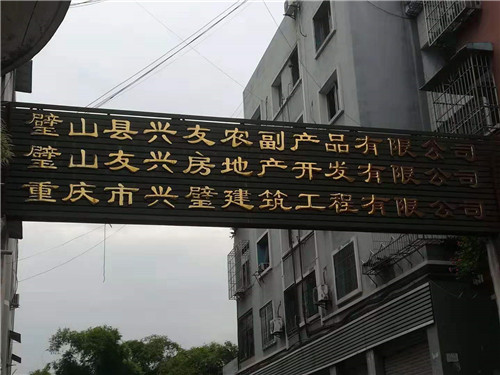 璧山县兴友农副产品有限公司
璧山友兴房地产开发有限公司
重庆市兴璧建筑工程有限公司